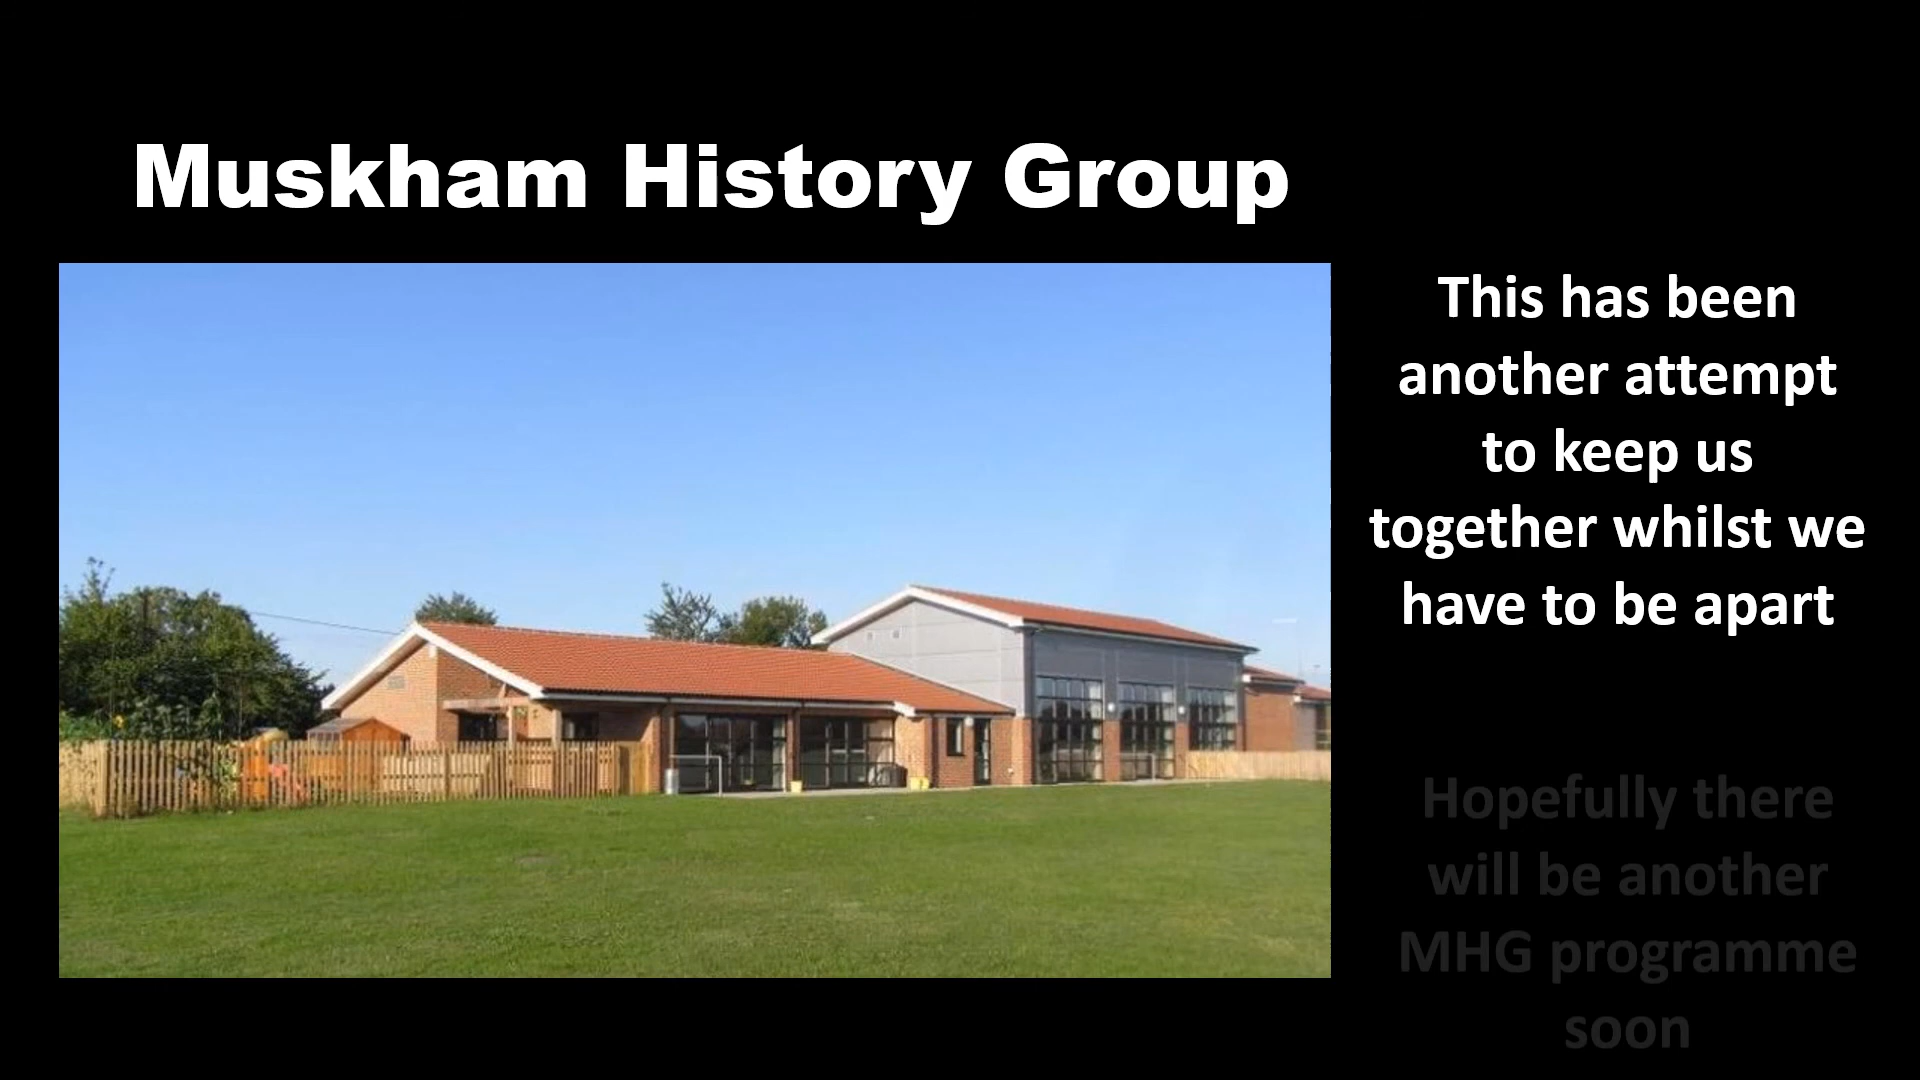 Muskham History Group
This has been
another attempt
to keep us
together whilst we
have to be apart
Hopefully there
will be another
MHG programme
soon